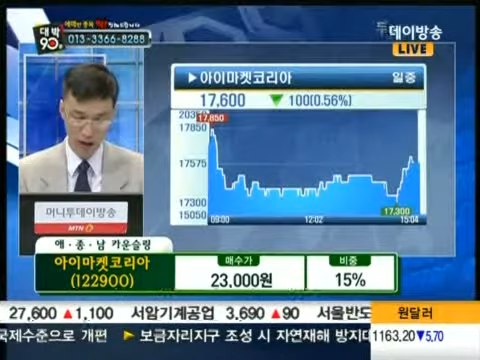 대박
90분
013-3366-8288
데이방송
LIVE
▶아이마켓코리아 일중
17,600 ▼ 100(0.56%)
17,850
17850
17575
17300
15050
17,300
09:00 12:02 15:04
머니투데이방송
MTN
애·종·남 카운슬링
아이마켓코리아
(122900)
매수가
23,000원
비중
15%
27,600 ▲1,100 서암기계공업 3,690 ▲90 서울반도
원달러
국제수준으로 개편 ▶ 보금자리지구 조성 시 자연재해 방지대
1163.20▼5.70